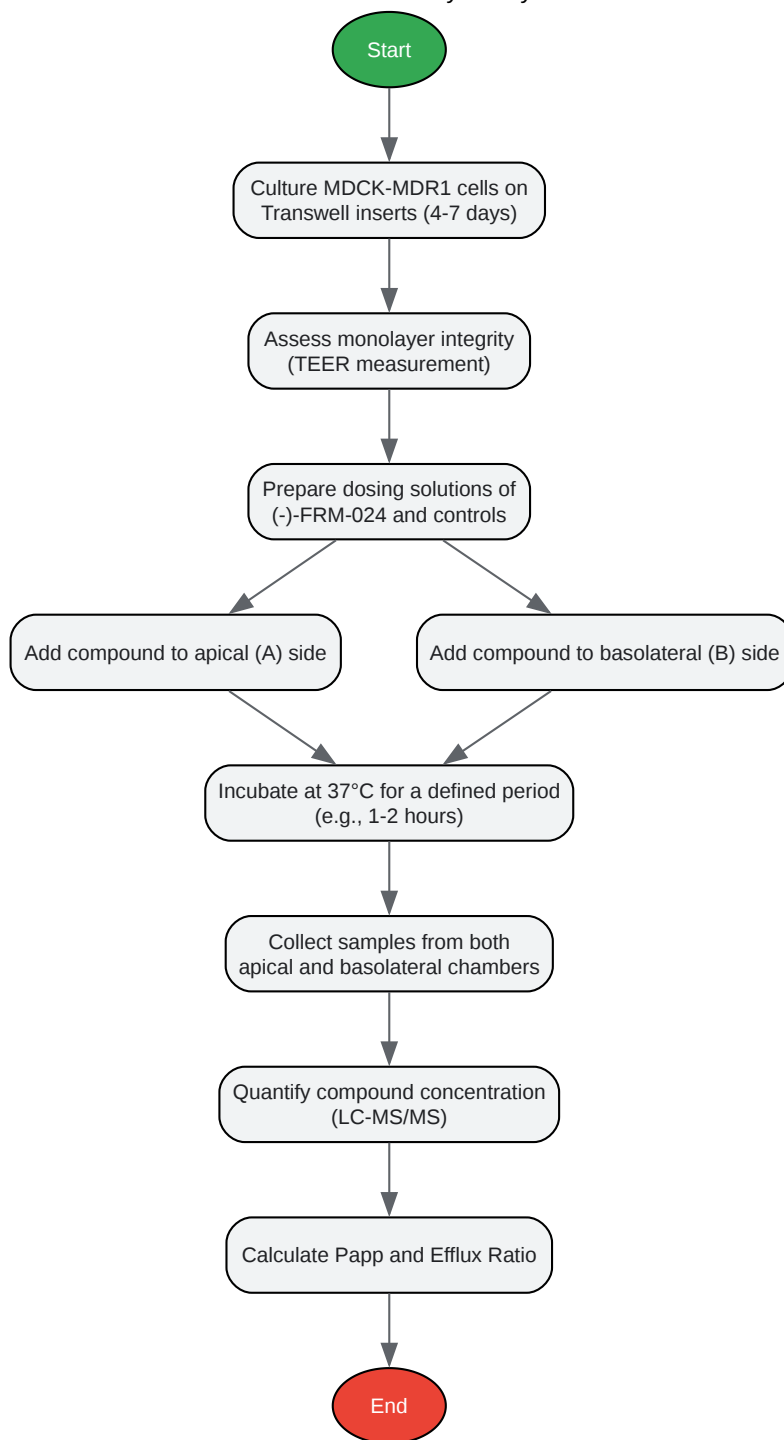 Start
Culture MDCK-MDR1 cells on
Transwell inserts (4-7 days)
Assess monolayer integrity
(TEER measurement)
Prepare dosing solutions of
(-)-FRM-024 and controls
Add compound to apical (A) side
Add compound to basolateral (B) side
Incubate at 37°C for a defined period
(e.g., 1-2 hours)
Collect samples from both
apical and basolateral chambers
Quantify compound concentration
(LC-MS/MS)
Calculate Papp and Efflux Ratio
End